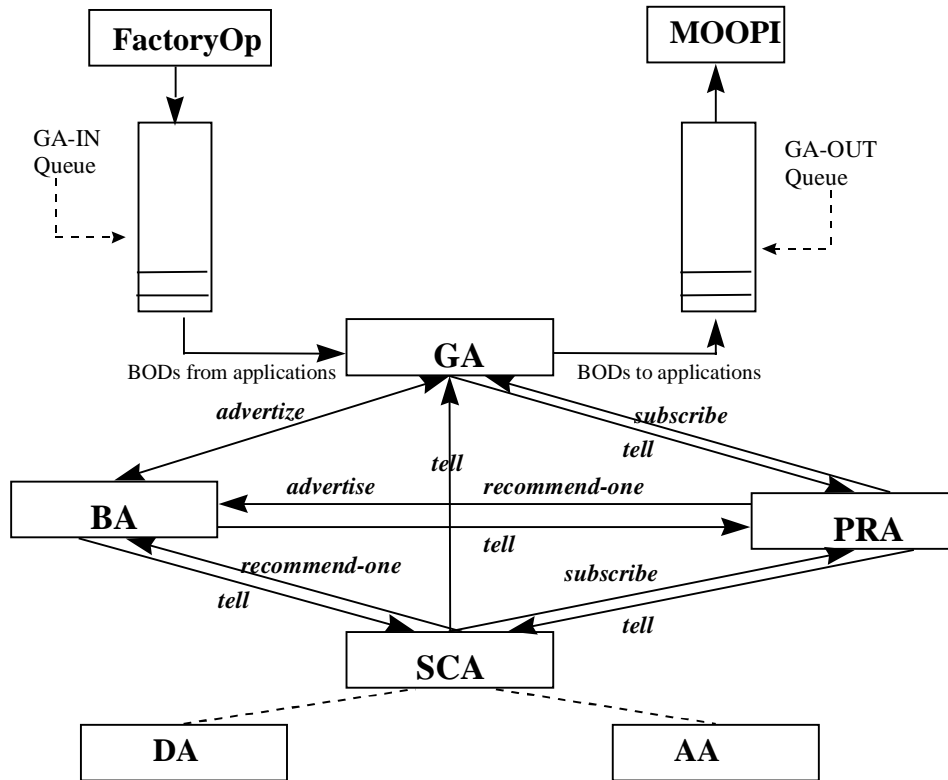 FactoryOp
MOOPI
GA-IN
Queue
GA-OUT
Queue
GA
BODs from applications
BODs to applications
advertize
subscribe
tell
tell
advertise
recommend-one
BA
PRA
tell
recommend-one
subscribe
tell
tell
SCA
DA
AA